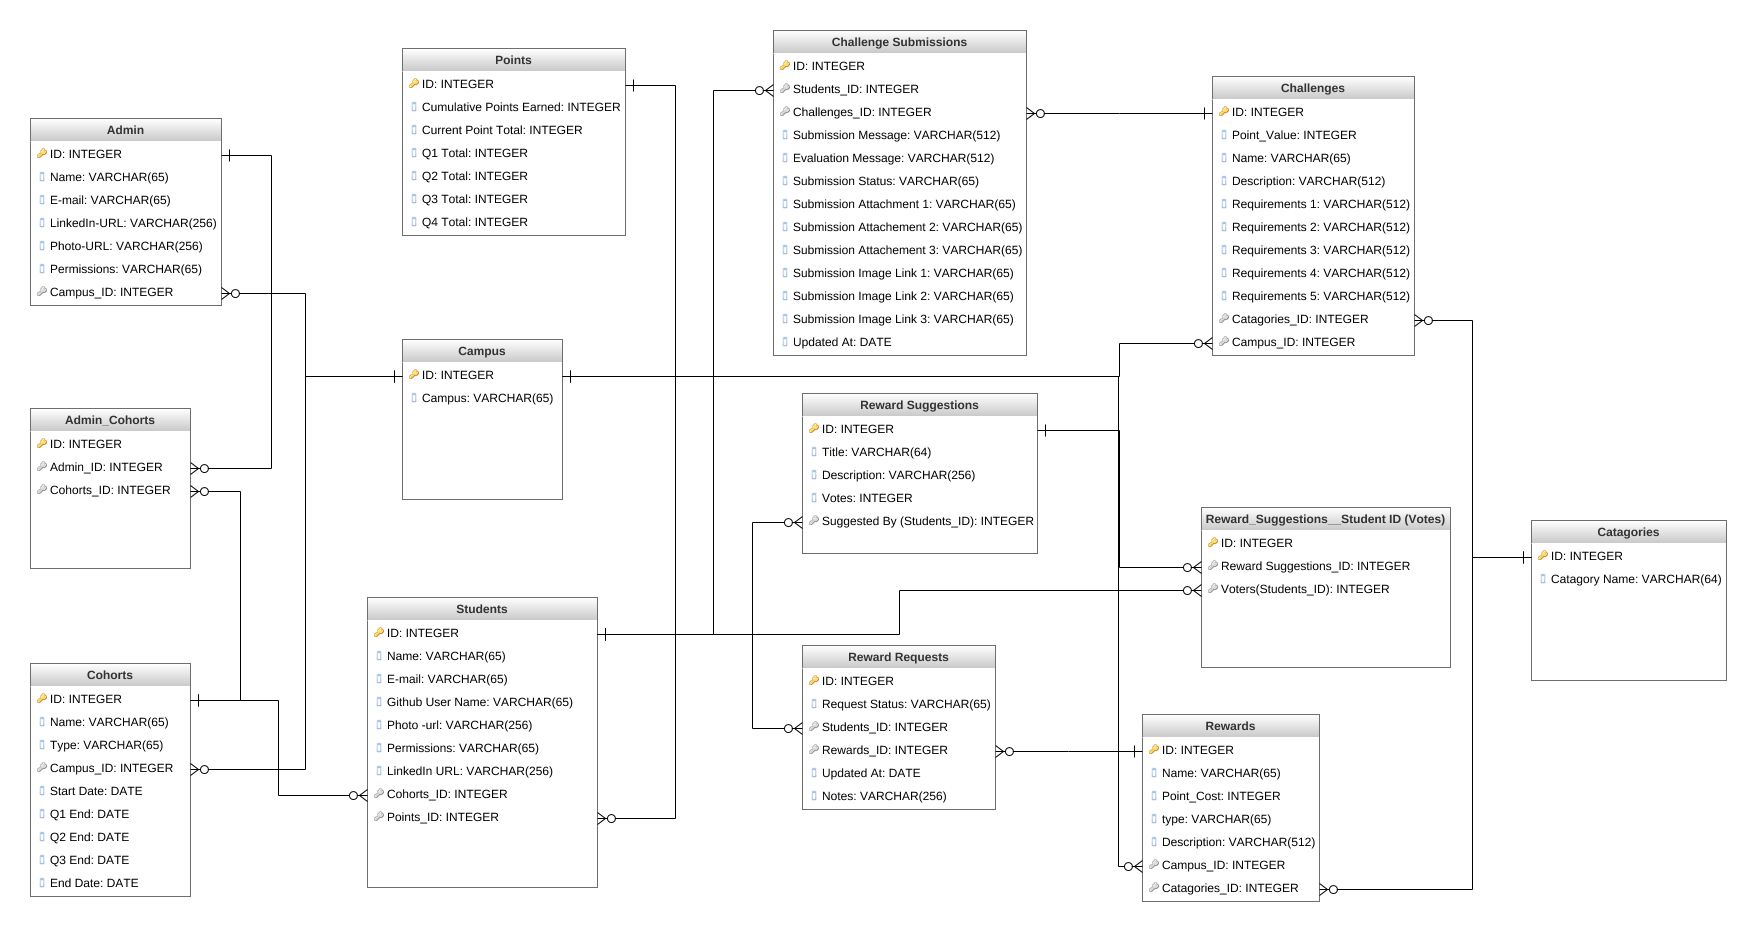 Points
ID: INTEGER
Cumulative Points Earned: INTEGER
Current Point Total: INTEGER
Q1 Total: INTEGER
Q2 Total: INTEGER
Q3 Total: INTEGER
Q4 Total: INTEGER
Challenge Submissions
ID: INTEGER
Students_ID: INTEGER
Challenges_ID: INTEGER
Submission Message: VARCHAR(512)
Evaluation Message: VARCHAR(512)
Submission Status: VARCHAR(65)
Submission Attachment 1: VARCHAR(65)
Submission Attachement 2: VARCHAR(65)
Submission Attachement 3: VARCHAR(65)
Submission Image Link 1: VARCHAR(65)
Submission Image Link 2: VARCHAR(65)
Submission Image Link 3: VARCHAR(65)
Updated At: DATE
Challenges
ID: INTEGER
Point_Value: INTEGER
Name: VARCHAR(65)
Description: VARCHAR(512)
Requirements 1: VARCHAR(512)
Requirements 2: VARCHAR(512)
Requirements 3: VARCHAR(512)
Requirements 4: VARCHAR(512)
Requirements 5: VARCHAR(512)
Catagories_ID: INTEGER
Campus_ID: INTEGER
Admin
ID: INTEGER
Name: VARCHAR(65)
E-mail: VARCHAR(65)
LinkedIn-URL: VARCHAR(256)
Photo-URL: VARCHAR(256)
Permissions: VARCHAR(65)
Campus_ID: INTEGER
Campus
ID: INTEGER
Campus: VARCHAR(65)
Reward Suggestions
ID: INTEGER
Title: VARCHAR(64)
Description: VARCHAR(256)
Votes: INTEGER
Suggested By (Students_ID): INTEGER
Admin_Cohorts
ID: INTEGER
Admin_ID: INTEGER
Cohorts_ID: INTEGER
Reward_Suggestions__Student ID (Votes)
ID: INTEGER
Reward Suggestions_ID: INTEGER
Voters(Students_ID): INTEGER
Catagories
ID: INTEGER
Catagory Name: VARCHAR(64)
Students
ID: INTEGER
Name: VARCHAR(65)
E-mail: VARCHAR(65)
Github User Name: VARCHAR(65)
Photo -url: VARCHAR(256)
Permissions: VARCHAR(65)
LinkedIn URL: VARCHAR(256)
Cohorts_ID: INTEGER
Points_ID: INTEGER
Reward Requests
ID: INTEGER
Request Status: VARCHAR(65)
Students_ID: INTEGER
Rewards_ID: INTEGER
Updated At: DATE
Notes: VARCHAR(256)
Cohorts
ID: INTEGER
Name: VARCHAR(65)
Type: VARCHAR(65)
Campus_ID: INTEGER
Start Date: DATE
Q1 End: DATE
Q2 End: DATE
Q3 End: DATE
End Date: DATE
Rewards
ID: INTEGER
Name: VARCHAR(65)
Point_Cost: INTEGER
type: VARCHAR(65)
Description: VARCHAR(512)
Campus_ID: INTEGER
Catagories_ID: INTEGER